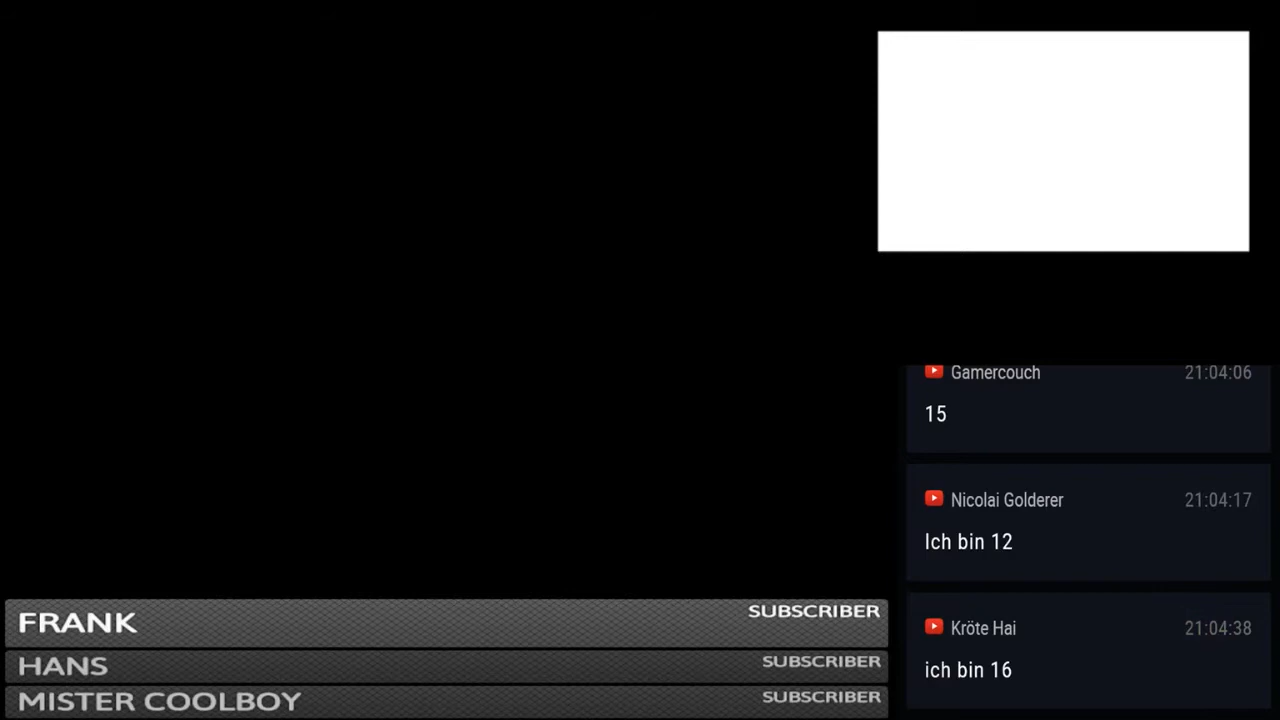 Gamercouch 21:04:06
15
Nicolai Golderer 21:04:17
Ich bin 12
Kröte Hai 21:04:38
ich bin 16
FRANK SUBSCRIBER
HANS SUBSCRIBER
MISTER COOLBOY SUBSCRIBER